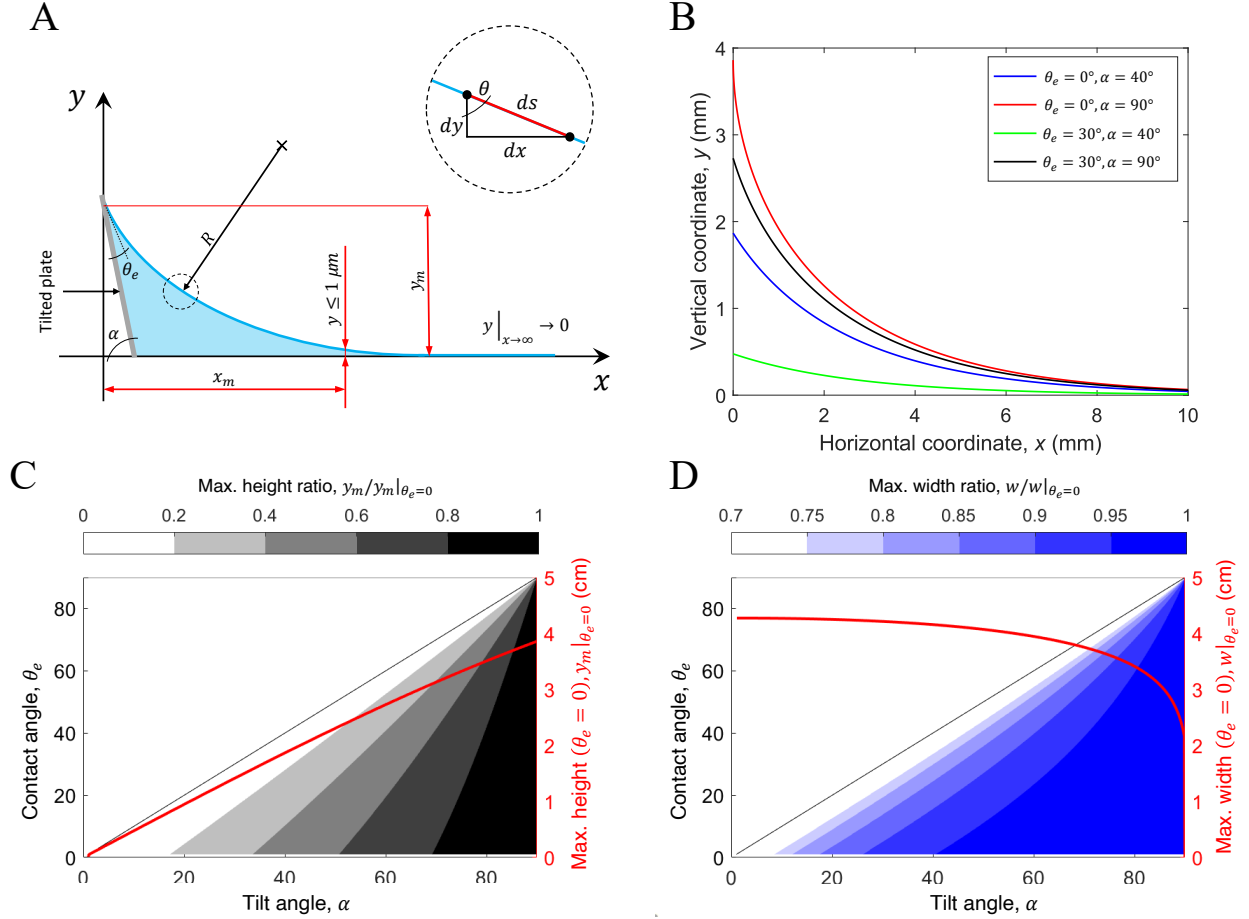 A
y
θ
ds
dy
dx
R
Tilted plate
θₑ
y ≤ 1 μm
yₘ
α
y|ₓ→∞ → 0
xₘ
x
B
4
3
2
1
0
Vertical coordinate, y (mm)
θₑ = 0°, α = 40°
θₑ = 0°, α = 90°
θₑ = 30°, α = 40°
θₑ = 30°, α = 90°
0 2 4 6 8 10
Horizontal coordinate, x (mm)
C
Max. height ratio, yₘ/yₘ|θₑ=0
0 0.2 0.4 0.6 0.8 1
80
60
40
20
0
Contact angle, θₑ
0 20 40 60 80
Tilt angle, α
5
4
3
2
1
0
Max. height (θₑ = 0), yₘ|θₑ=0 (cm)
D
Max. width ratio, w/w|θₑ=0
0.7 0.75 0.8 0.85 0.9 0.95 1
80
60
40
20
0
Contact angle, θₑ
0 20 40 60 80
Tilt angle, α
5
4
3
2
1
0
Max. width (θₑ = 0), w|θₑ=0 (cm)